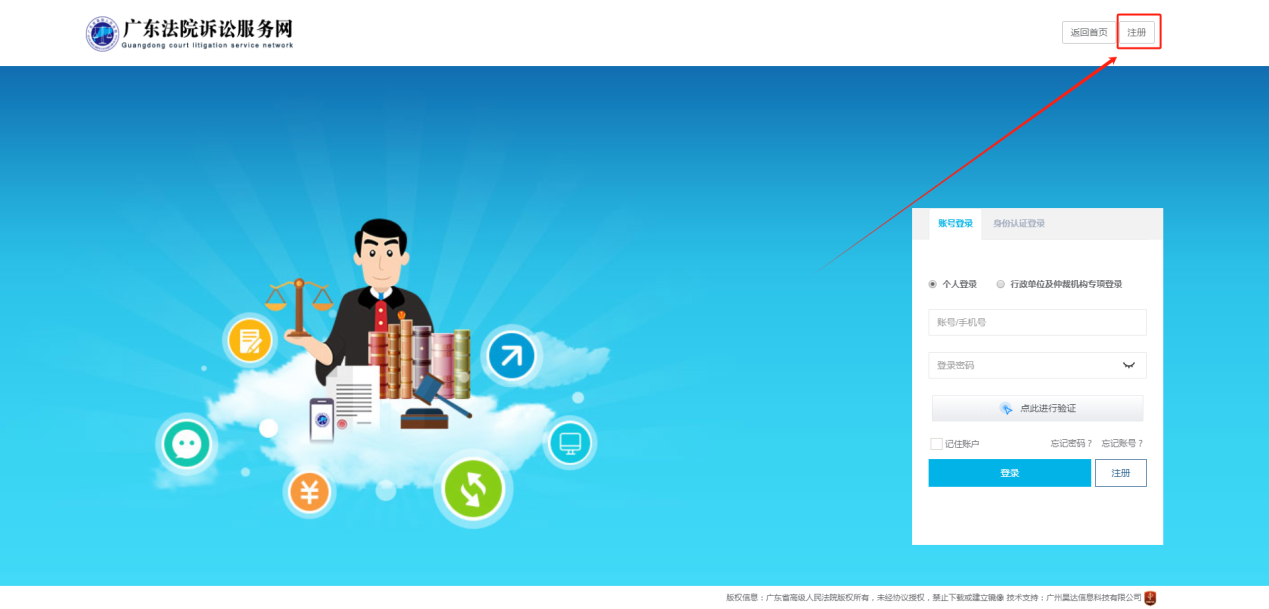 广东法院诉讼服务网
Guangdong court litigation service network
返回首页
注册
账号登录 身份认证登录
个人登录 行政单位及仲裁机构专项登录
账号/手机号
登录密码
点此进行验证
记住账户 忘记密码？ 忘记账号？
登录 注册
版权信息：广东省高级人民法院版权所有，未经协议授权，禁止下载或建立镜像 技术支持：广州昊达信息科技有限公司